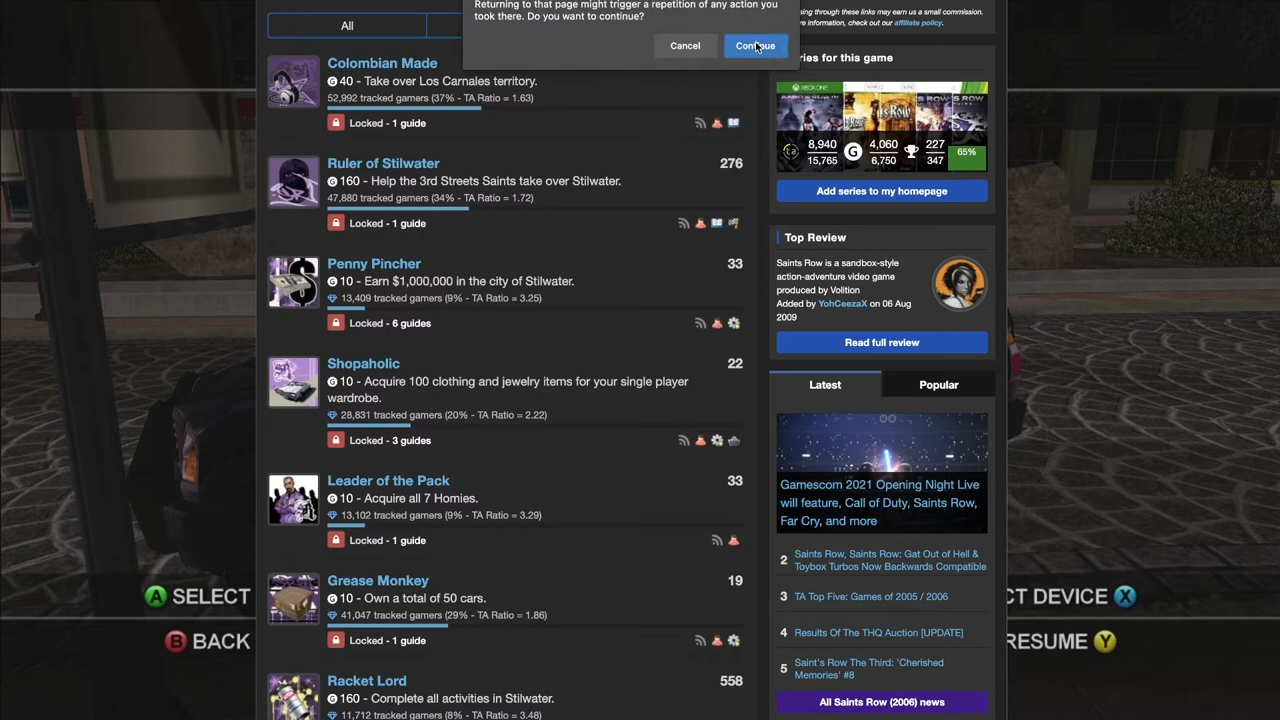 Returning to that page might trigger a repetition of any action you
took there. Do you want to continue?
Cancel
All
Colombian Made
G 40 - Take over Los Carnales territory.
52,992 tracked gamers (37% - TA Ratio = 1.63)
Locked - 1 guide
Ruler of Stilwater
276
G 160 - Help the 3rd Streets Saints take over Stilwater.
47,880 tracked gamers (34% - TA Ratio = 1.72)
Locked - 1 guide
Penny Pincher
33
G 10 - Earn $1,000,000 in the city of Stilwater.
13,409 tracked gamers (9% - TA Ratio = 3.25)
Locked - 6 guides
Shopaholic
22
G 10 - Acquire 100 clothing and jewelry items for your single player
wardrobe.
28,831 tracked gamers (20% - TA Ratio = 2.22)
Locked - 3 guides
Leader of the Pack
33
G 10 - Acquire all 7 Homies.
13,102 tracked gamers (9% - TA Ratio = 3.29)
Locked - 1 guide
Grease Monkey
19
G 10 - Own a total of 50 cars.
41,047 tracked gamers (29% - TA Ratio = 1.86)
Locked - 1 guide
Racket Lord
558
G 160 - Complete all activities in Stilwater.
11,712 tracked gamers (8% - TA Ratio = 3.48)
through these links may earn us a small commission.
information, check out our affiliate policy.
for this game
XBOX ONE
8,940
15,765
G
4,060
6,750
227
347
65%
Add series to my homepage
Top Review
Saints Row is a sandbox-style
action-adventure video game
produced by Volition
Added by YohCeezaX on 06 Aug
2009
Read full review
Latest
Popular
Gamescom 2021 Opening Night Live
will feature, Call of Duty, Saints Row,
Far Cry, and more
2 Saints Row, Saints Row: Gat Out of Hell &
Toybox Turbos Now Backwards Compatible
3 TA Top Five: Games of 2005 / 2006
4 Results Of The THQ Auction [UPDATE]
5 Saint's Row The Third: 'Cherished
Memories' #8
All Saints Row (2006) news
A SELECT
B BACK
CT DEVICE X
RESUME Y